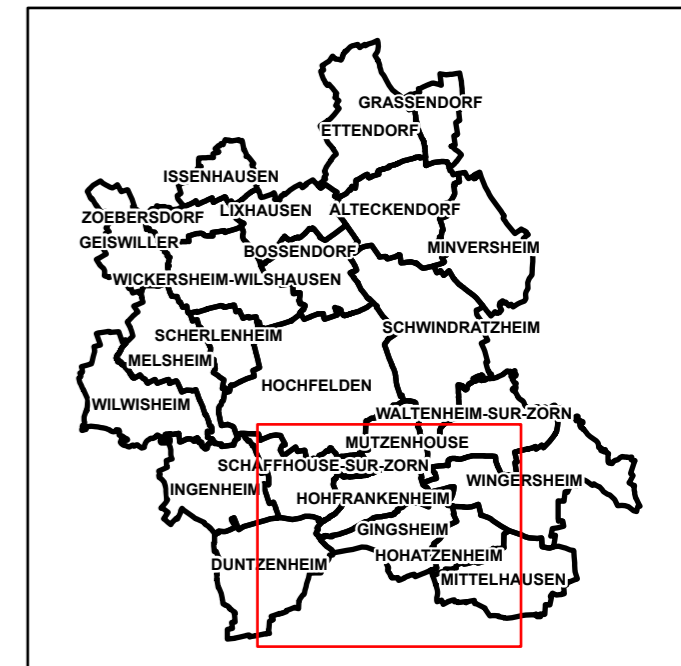 GRASSENDORF
ETTENDORF
ISSENHAUSEN
ZOEBERSDORF
LIXHAUSEN
ALTECKENDORF
GEISWILLER
BOSSENDORF
MINVERSHEIM
WICKERSHEIM-WILSHAUSEN
SCHERLENHEIM
SCHWINDRATZHEIM
MELSHEIM
HOCHFELDEN
WILWISHEIM
WALTENHEIM-SUR-ZORN
MUTZENHOUSE
SCHAFFHOUSE-SUR-ZORN
WINGERSHEIM
INGENHEIM
HOHFRANKENHEIM
GINGSHEIM
HOHATZENHEIM
DUNTZENHEIM
MITTELHAUSEN